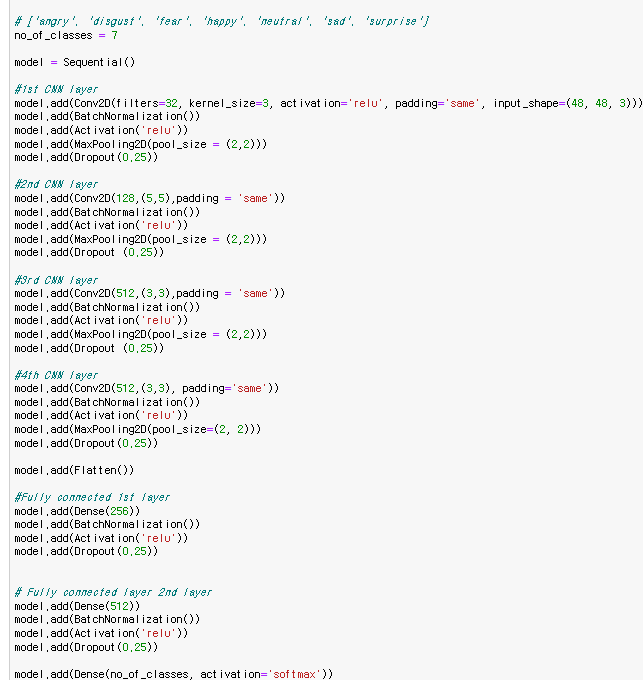 # ['angry', 'disgust', 'fear', 'happy', 'neutral', 'sad', 'surprise']
no_of_classes = 7
model = Sequential()
#1st CNN layer
model.add(Conv2D(filters=32, kernel_size=3, activation='relu', padding='same', input_shape=(48, 48, 3)))
model.add(BatchNormalization())
model.add(Activation('relu'))
model.add(MaxPooling2D(pool_size = (2,2)))
model.add(Dropout(0.25))
#2nd CNN layer
model.add(Conv2D(128,(5,5),padding = 'same'))
model.add(BatchNormalization())
model.add(Activation('relu'))
model.add(MaxPooling2D(pool_size = (2,2)))
model.add(Dropout (0.25))
#3rd CNN layer
model.add(Conv2D(512,(3,3),padding = 'same'))
model.add(BatchNormalization())
model.add(Activation('relu'))
model.add(MaxPooling2D(pool_size = (2,2)))
model.add(Dropout (0.25))
#4th CNN layer
model.add(Conv2D(512,(3,3), padding='same'))
model.add(BatchNormalization())
model.add(Activation('relu'))
model.add(MaxPooling2D(pool_size=(2, 2)))
model.add(Dropout(0.25))
model.add(Flatten())
#Fully connected 1st layer
model.add(Dense(256))
model.add(BatchNormalization())
model.add(Activation('relu'))
model.add(Dropout(0.25))
# Fully connected layer 2nd layer
model.add(Dense(512))
model.add(BatchNormalization())
model.add(Activation('relu'))
model.add(Dropout(0.25))
model.add(Dense(no_of_classes, activation='softmax'))